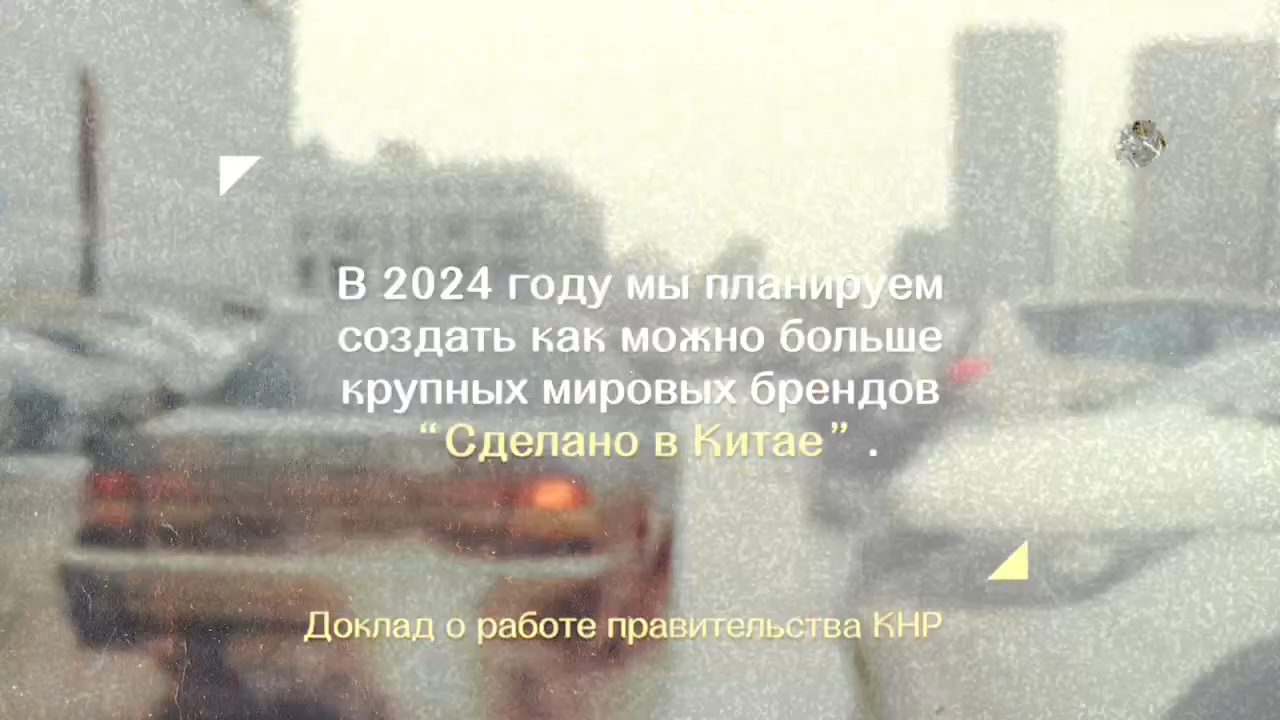 В 2024 году мы планируем
создать как можно больше
крупных мировых брендов
“Сделано в Китае”.
Доклад о работе правительства КНР